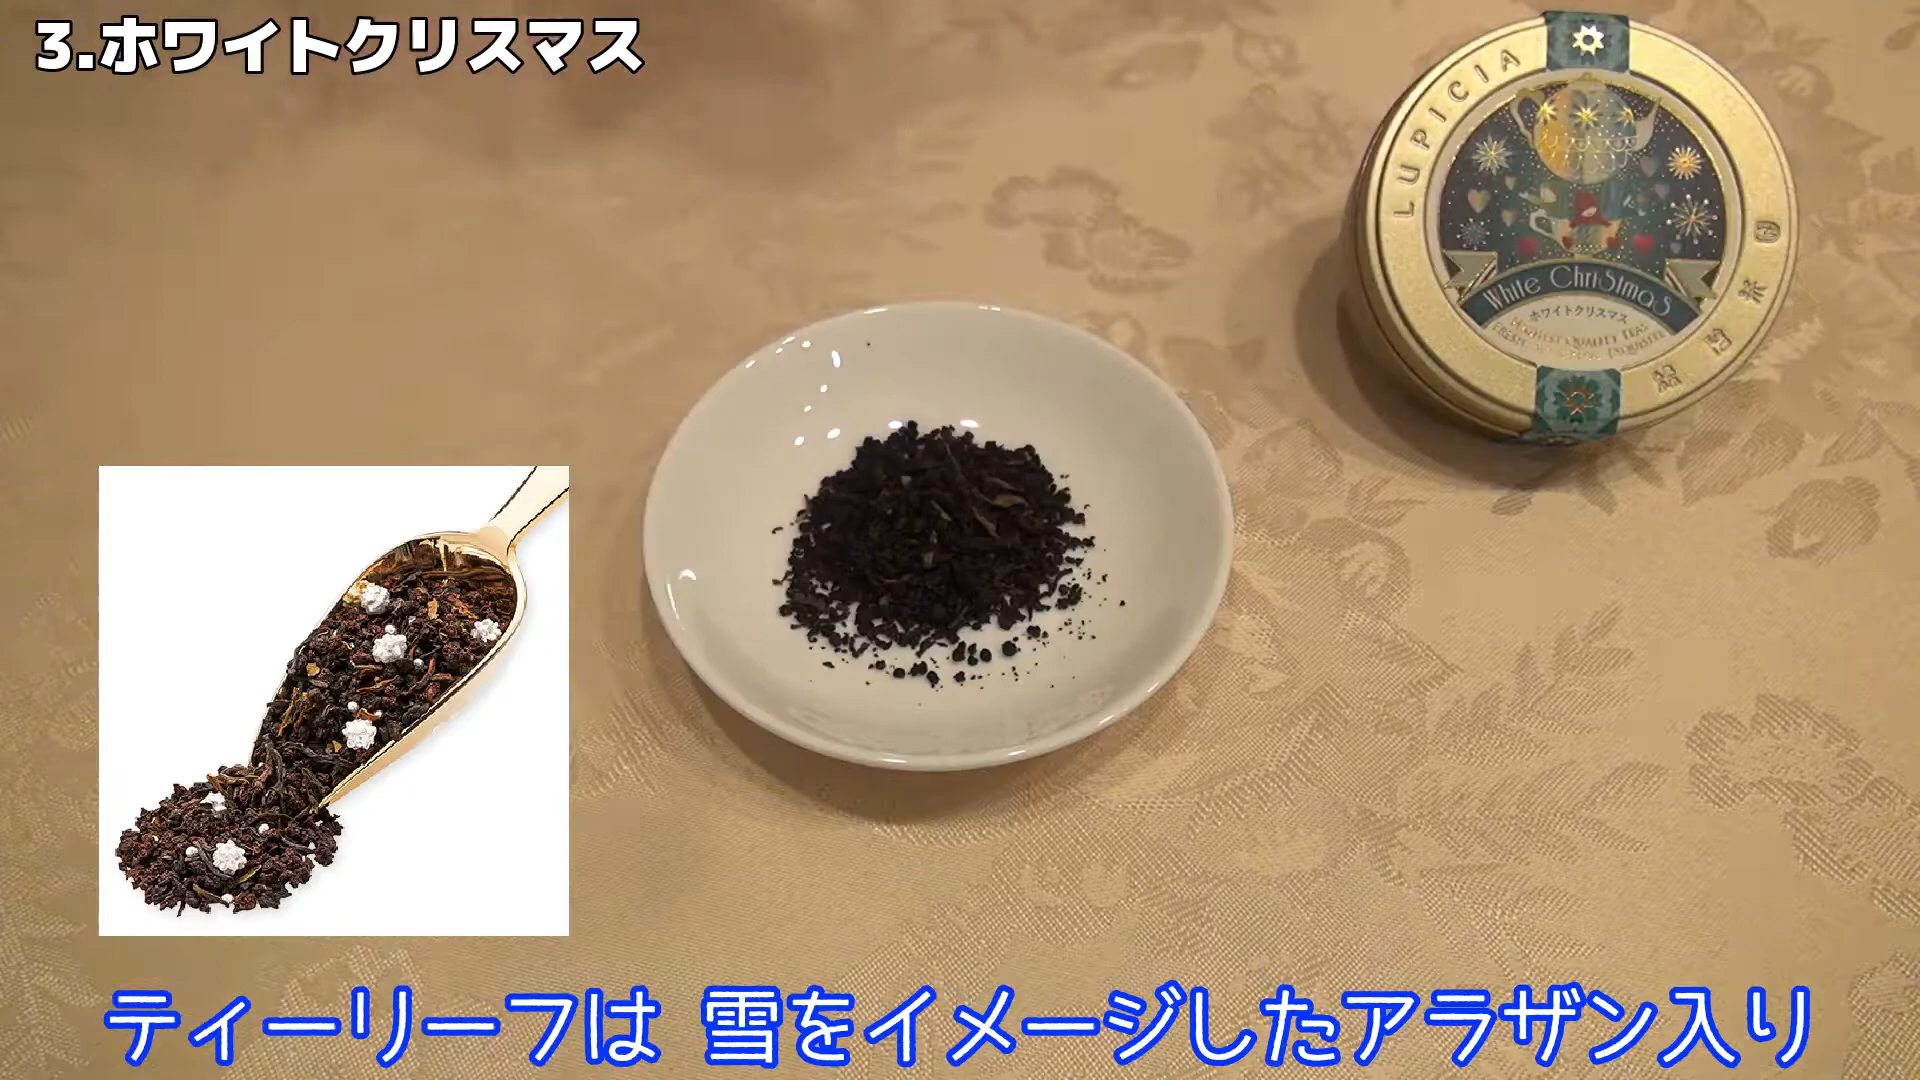 3.ホワイトクリスマス
LUPICIA
White Christmas
ホワイトクリスマス
ティーリーフは 雪をイメージしたアラザン入り